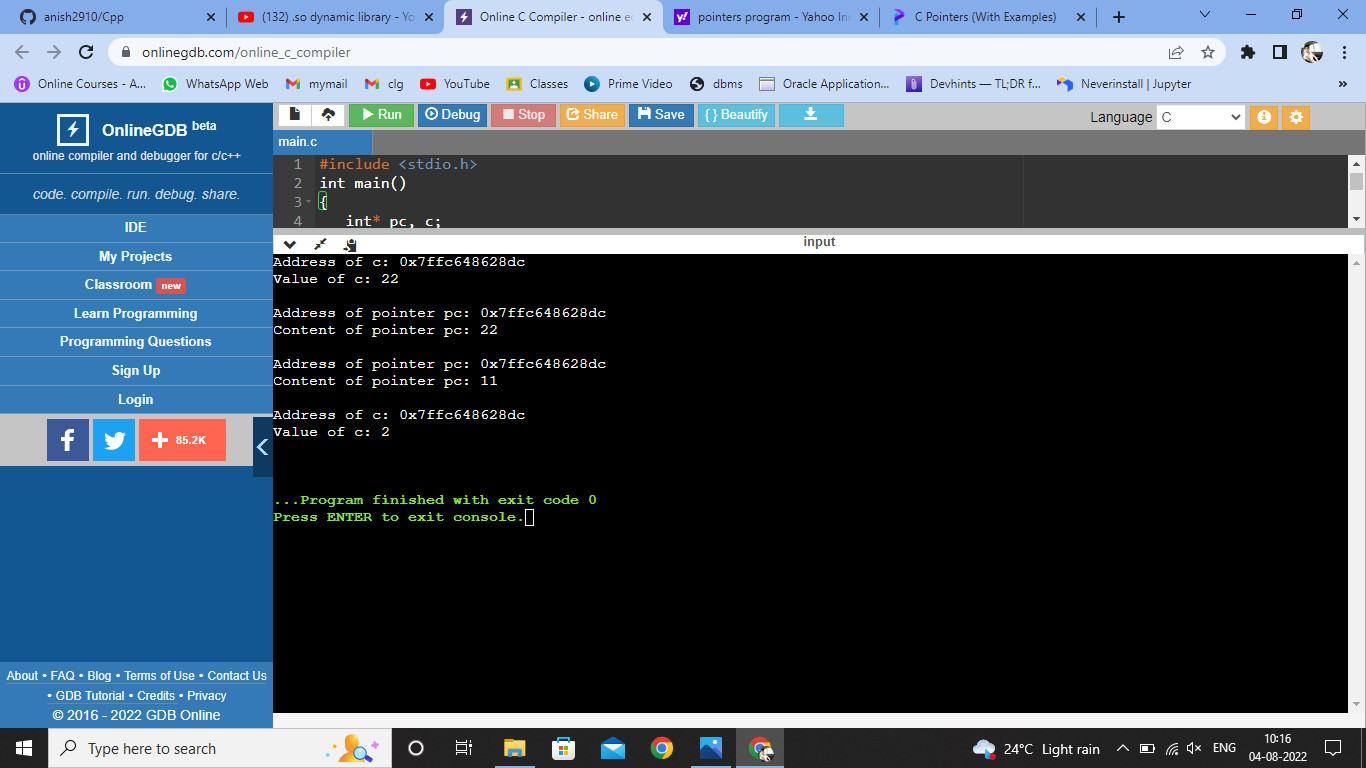 anish2910/Cpp
(132) .so dynamic library - Yo
Online C Compiler - online ed
pointers program - Yahoo In
C Pointers (With Examples)
onlinegdb.com/online_c_compiler
Online Courses - A...
WhatsApp Web
mymail
clg
YouTube
Classes
Prime Video
dbms
Oracle Application...
Devhints — TL;DR f...
Neverinstall | Jupyter
»
OnlineGDB beta
online compiler and debugger for c/c++
code. compile. run. debug. share.
IDE
My Projects
Classroom new
Learn Programming
Programming Questions
Sign Up
Login
85.2K
About • FAQ • Blog • Terms of Use • Contact Us
• GDB Tutorial • Credits • Privacy
© 2016 - 2022 GDB Online
Run
Debug
Stop
Share
Save
{ } Beautify
Language C
main.c
1 #include <stdio.h>
2 int main()
3 {
4 int* pc, c;
input
Address of c: 0x7ffc648628dc
Value of c: 22
Address of pointer pc: 0x7ffc648628dc
Content of pointer pc: 22
Address of pointer pc: 0x7ffc648628dc
Content of pointer pc: 11
Address of c: 0x7ffc648628dc
Value of c: 2
...Program finished with exit code 0
Press ENTER to exit console.
Type here to search
24°C Light rain
ENG
10:16
04-08-2022